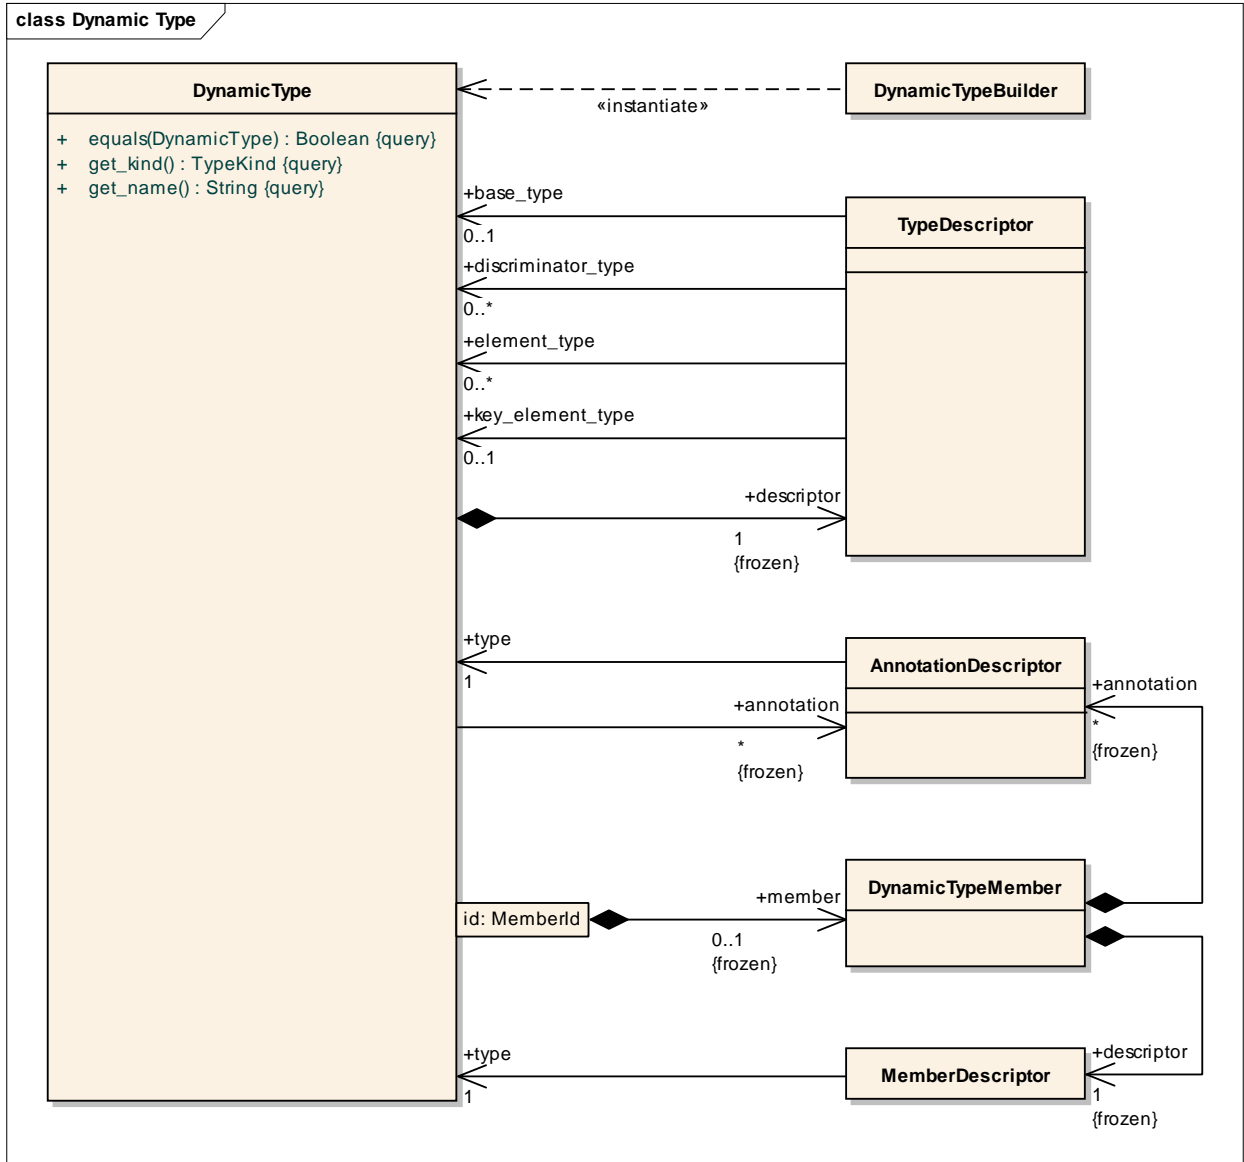 class Dynamic Type
DynamicType
+ equals(DynamicType) : Boolean {query}
+ get_kind() : TypeKind {query}
+ get_name() : String {query}
«instantiate»
DynamicTypeBuilder
+base_type
0..1
TypeDescriptor
+discriminator_type
0..*
+element_type
0..*
+key_element_type
0..1
+descriptor
1
{frozen}
+type
1
AnnotationDescriptor
+annotation
*
{frozen}
+annotation
*
{frozen}
id: MemberId
+member
0..1
{frozen}
DynamicTypeMember
+type
1
MemberDescriptor
+descriptor
1
{frozen}